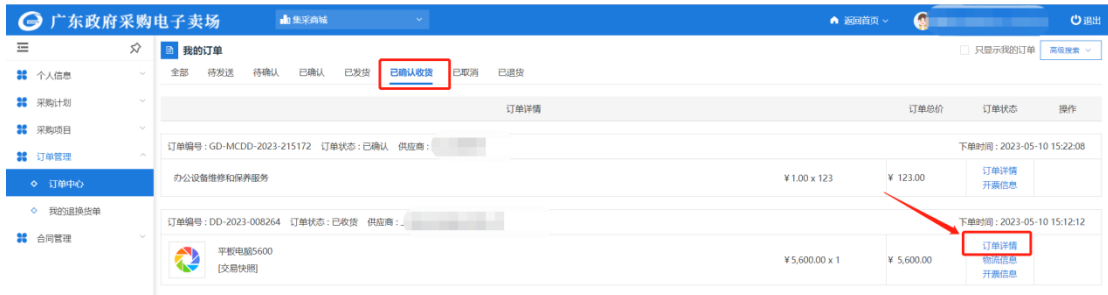 广东政府采购电子卖场
集采商城
返回首页
退出
个人信息
采购计划
采购项目
订单管理
订单中心
我的退换货单
合同管理
我的订单
只显示我的订单 高级搜索
全部 待发送 待确认 已确认 已发货 已确认收货 已取消 已退货
订单详情 订单总价 订单状态 操作
订单编号：GD-MCDD-2023-215172 订单状态：已确认 供应商： 下单时间：2023-05-10 15:22:08
办公设备维修和保养服务 ¥1.00 x 123 ¥ 123.00 订单详情
开票信息
订单编号：DD-2023-008264 订单状态：已收货 供应商： 下单时间：2023-05-10 15:12:12
平板电脑5600 ¥5,600.00 x 1 ¥ 5,600.00 订单详情
[交易快照] 物流信息
开票信息